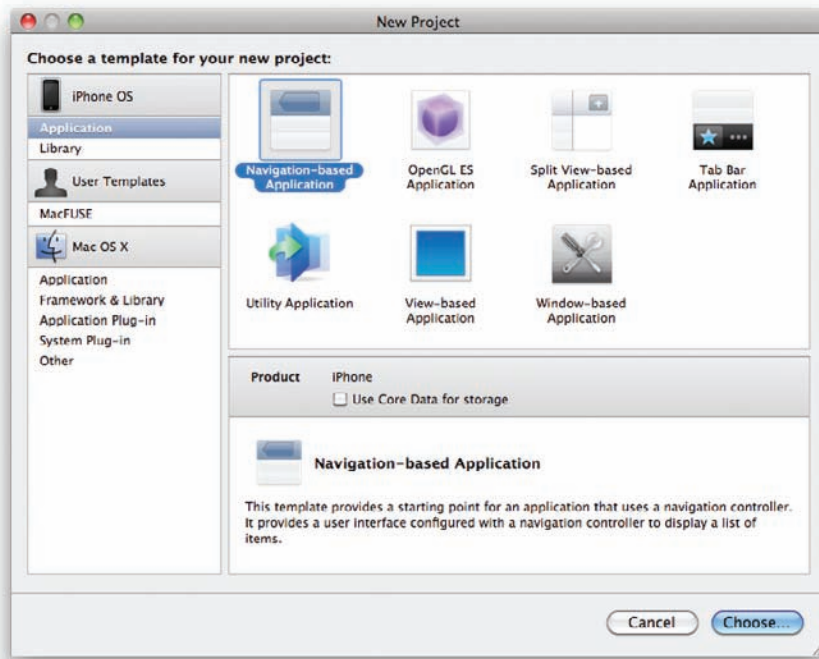 New Project
Choose a template for your new project:
iPhone OS
Application
Library
User Templates
MacFUSE
Mac OS X
Application
Framework & Library
Application Plug-in
System Plug-in
Other
Navigation-based
Application
OpenGL ES
Application
Split View-based
Application
Tab Bar
Application
Utility Application
View-based
Application
Window-based
Application
Product iPhone
Use Core Data for storage
Navigation-based Application
This template provides a starting point for an application that uses a navigation controller.
It provides a user interface configured with a navigation controller to display a list of
items.
Cancel
Choose...